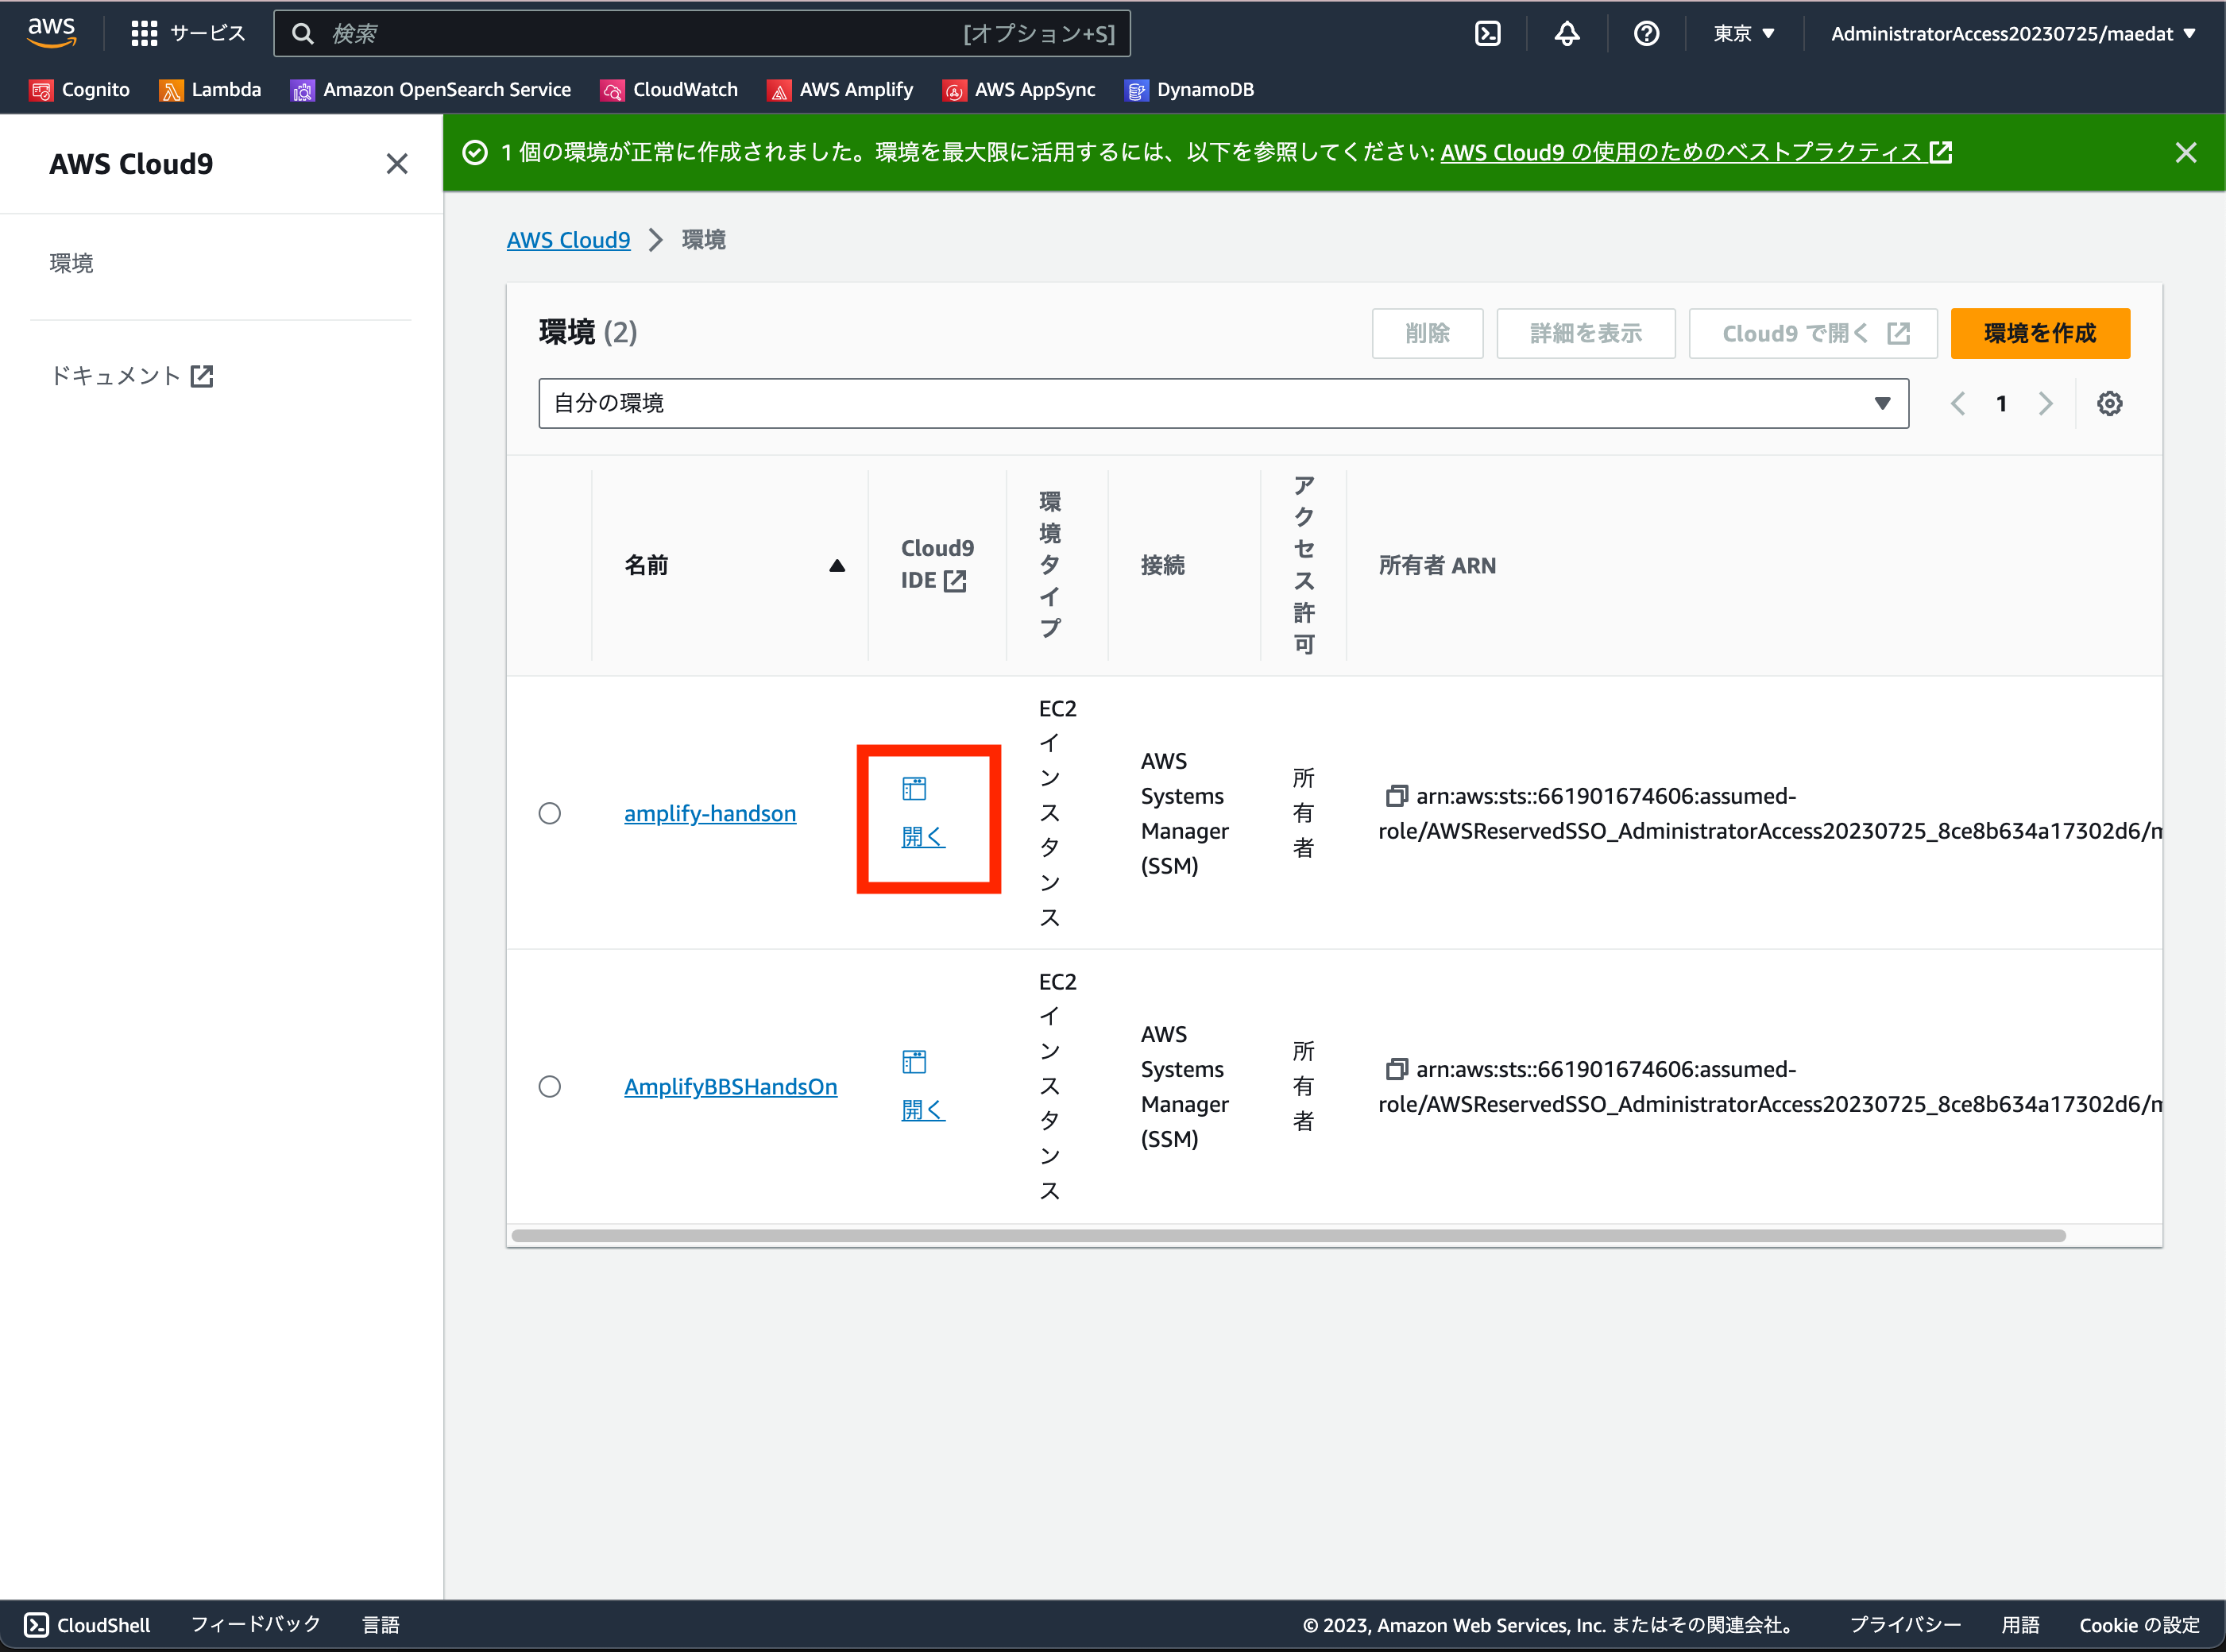 aws
サービス
検索
[オプション+S]
東京 ▼
AdministratorAccess20230725/maedat ▼
Cognito
Lambda
Amazon OpenSearch Service
CloudWatch
AWS Amplify
AWS AppSync
DynamoDB
AWS Cloud9
環境
ドキュメント
1 個の環境が正常に作成されました。環境を最大限に活用するには、以下を参照してください: AWS Cloud9 の使用のためのベストプラクティス
AWS Cloud9 > 環境
環境 (2)
削除
詳細を表示
Cloud9 で開く
環境を作成
自分の環境
1
名前
Cloud9
IDE
環
境
タ
イ
プ
接続
ア
ク
セ
ス
許
可
所有者 ARN
amplify-handson
開く
EC2
イ
ン
ス
タ
ン
ス
AWS
Systems
Manager
(SSM)
所
有
者
arn:aws:sts::661901674606:assumed-
role/AWSReservedSSO_AdministratorAccess20230725_8ce8b634a17302d6/m
AmplifyBBSHandsOn
開く
EC2
イ
ン
ス
タ
ン
ス
AWS
Systems
Manager
(SSM)
所
有
者
arn:aws:sts::661901674606:assumed-
role/AWSReservedSSO_AdministratorAccess20230725_8ce8b634a17302d6/m
CloudShell
フィードバック
言語
© 2023, Amazon Web Services, Inc. またはその関連会社。
プライバシー
用語
Cookie の設定